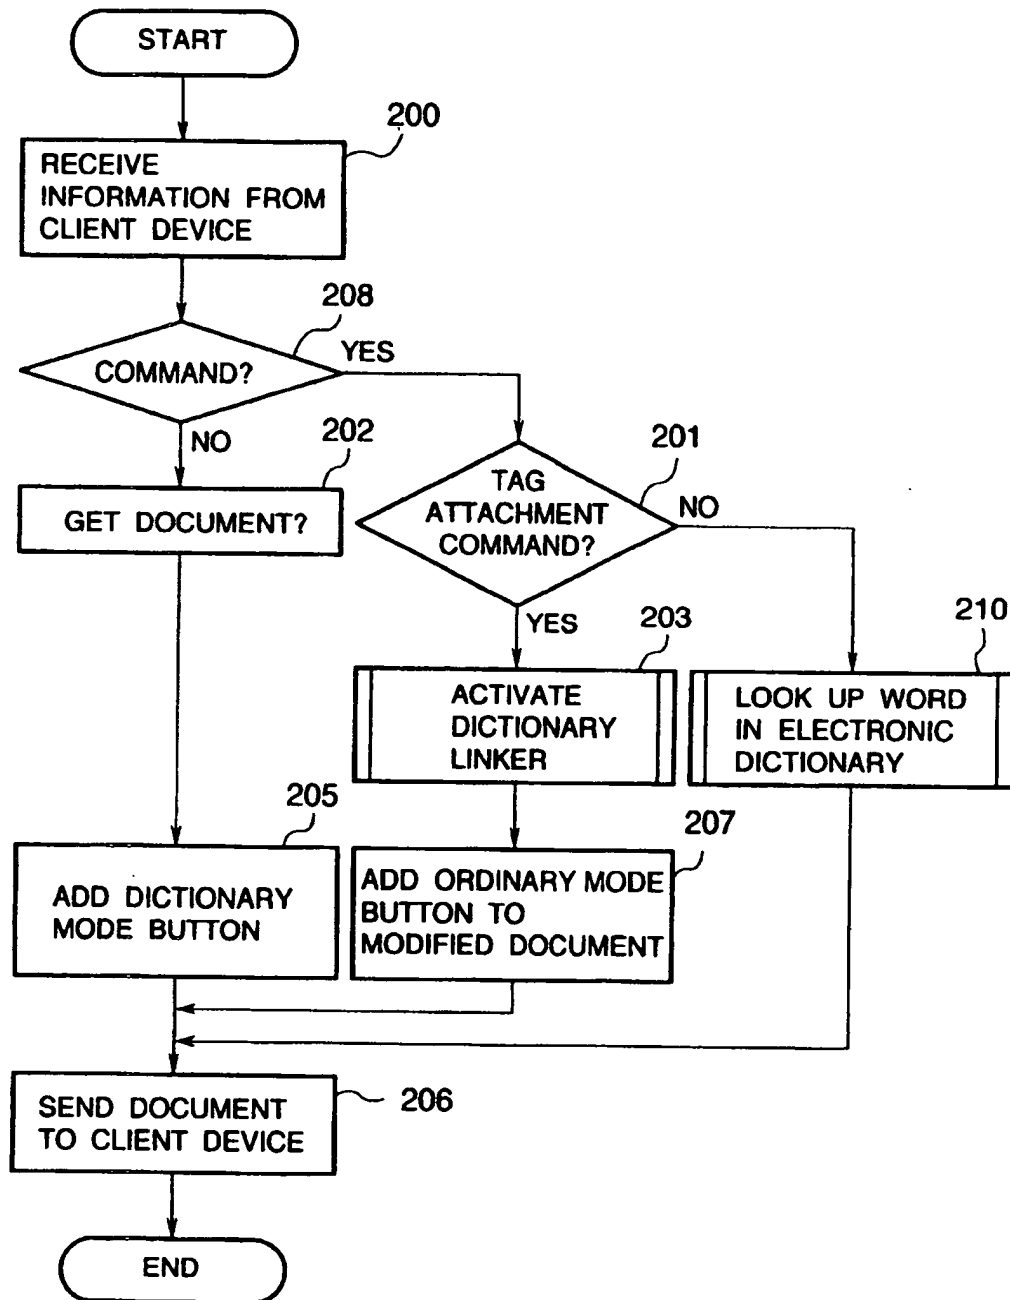 START
200
RECEIVE
INFORMATION FROM
CLIENT DEVICE
208
COMMAND?
YES
NO
202
GET DOCUMENT?
201
TAG
ATTACHMENT
COMMAND?
NO
YES
203
ACTIVATE
DICTIONARY
LINKER
210
LOOK UP WORD
IN ELECTRONIC
DICTIONARY
205
ADD DICTIONARY
MODE BUTTON
207
ADD ORDINARY MODE
BUTTON TO
MODIFIED DOCUMENT
SEND DOCUMENT
TO CLIENT DEVICE
206
END